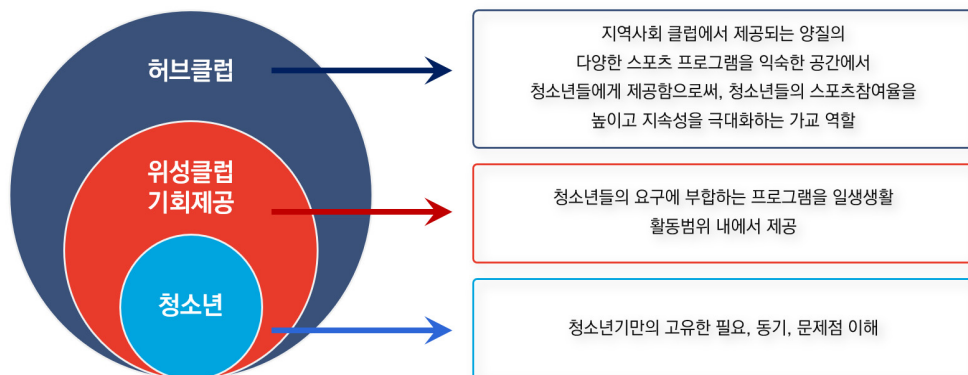 허브클럽
지역사회 클럽에서 제공되는 양질의
다양한 스포츠 프로그램을 익숙한 공간에서
청소년들에게 제공함으로써, 청소년들의 스포츠참여율을
높이고 지속성을 극대화하는 가교 역할
위성클럽
기회제공
청소년들의 요구에 부합하는 프로그램을 일생생활
활동범위 내에서 제공
청소년
청소년기만의 고유한 필요, 동기, 문제점 이해